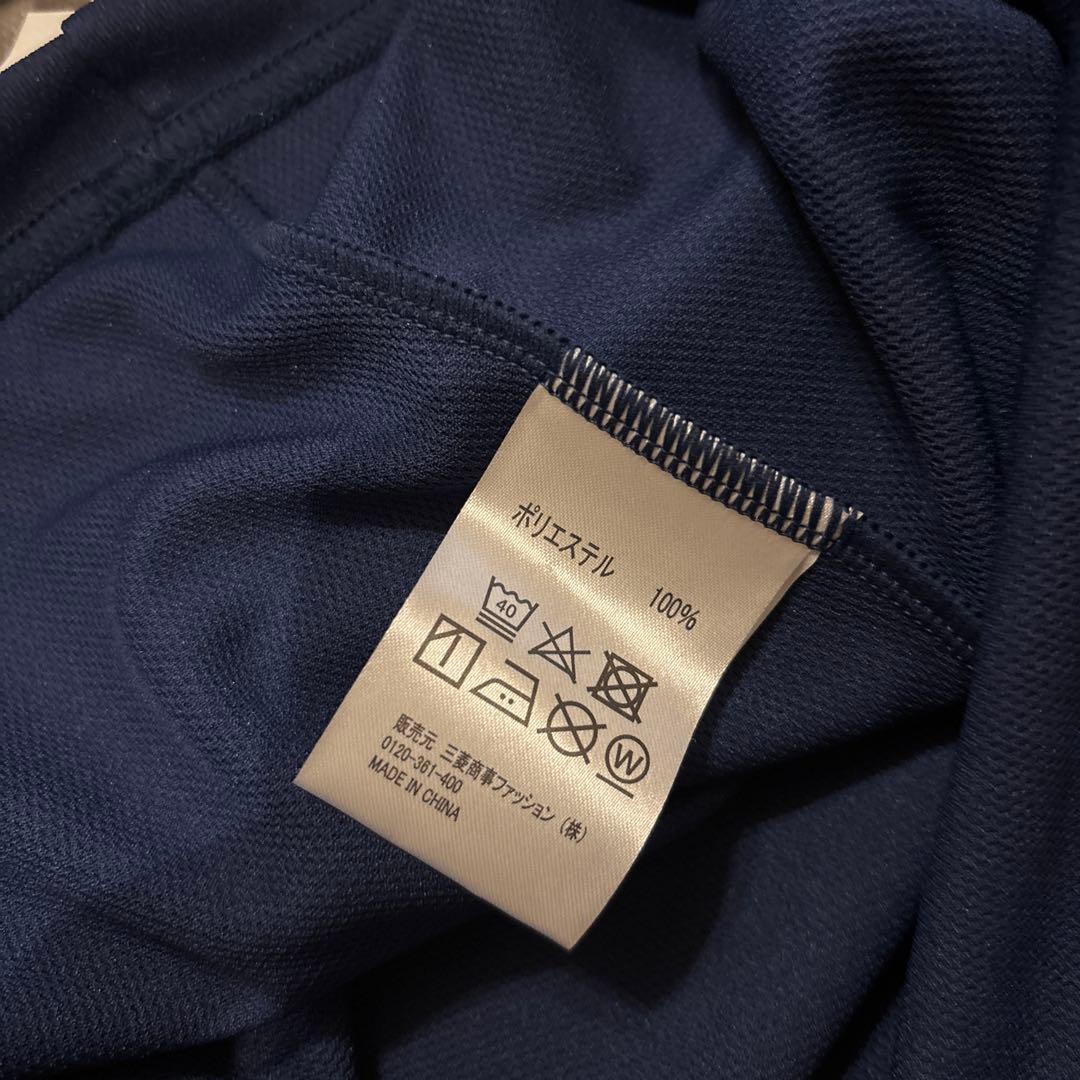 ポリエステル 100%
40
W
販売元 三菱商事ファッション(株)
0120-361-400
MADE IN CHINA